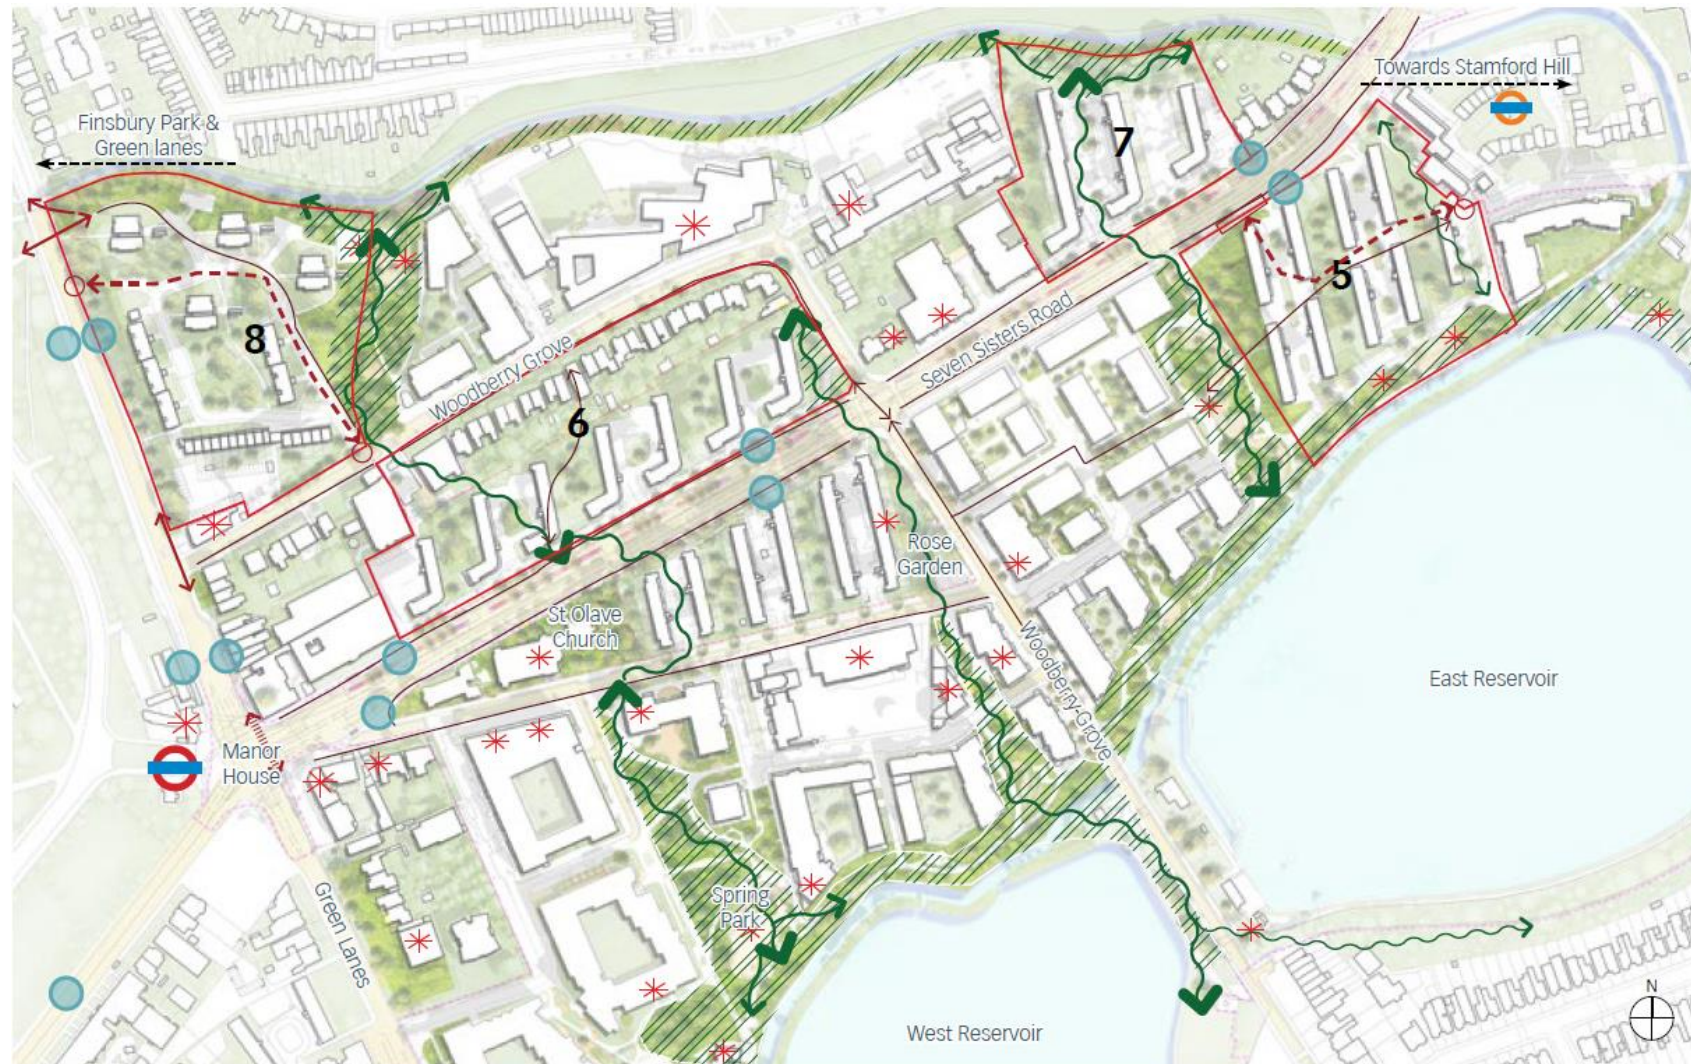 Towards Stamford Hill
Finsbury Park &
Green lanes
7
5
8
Woodberry Grove
6
Seven Sisters Road
Rose
Garden
St Olave
Church
Woodberry Grove
East Reservoir
Manor
House
Green Lanes
Spring
Park
West Reservoir
N